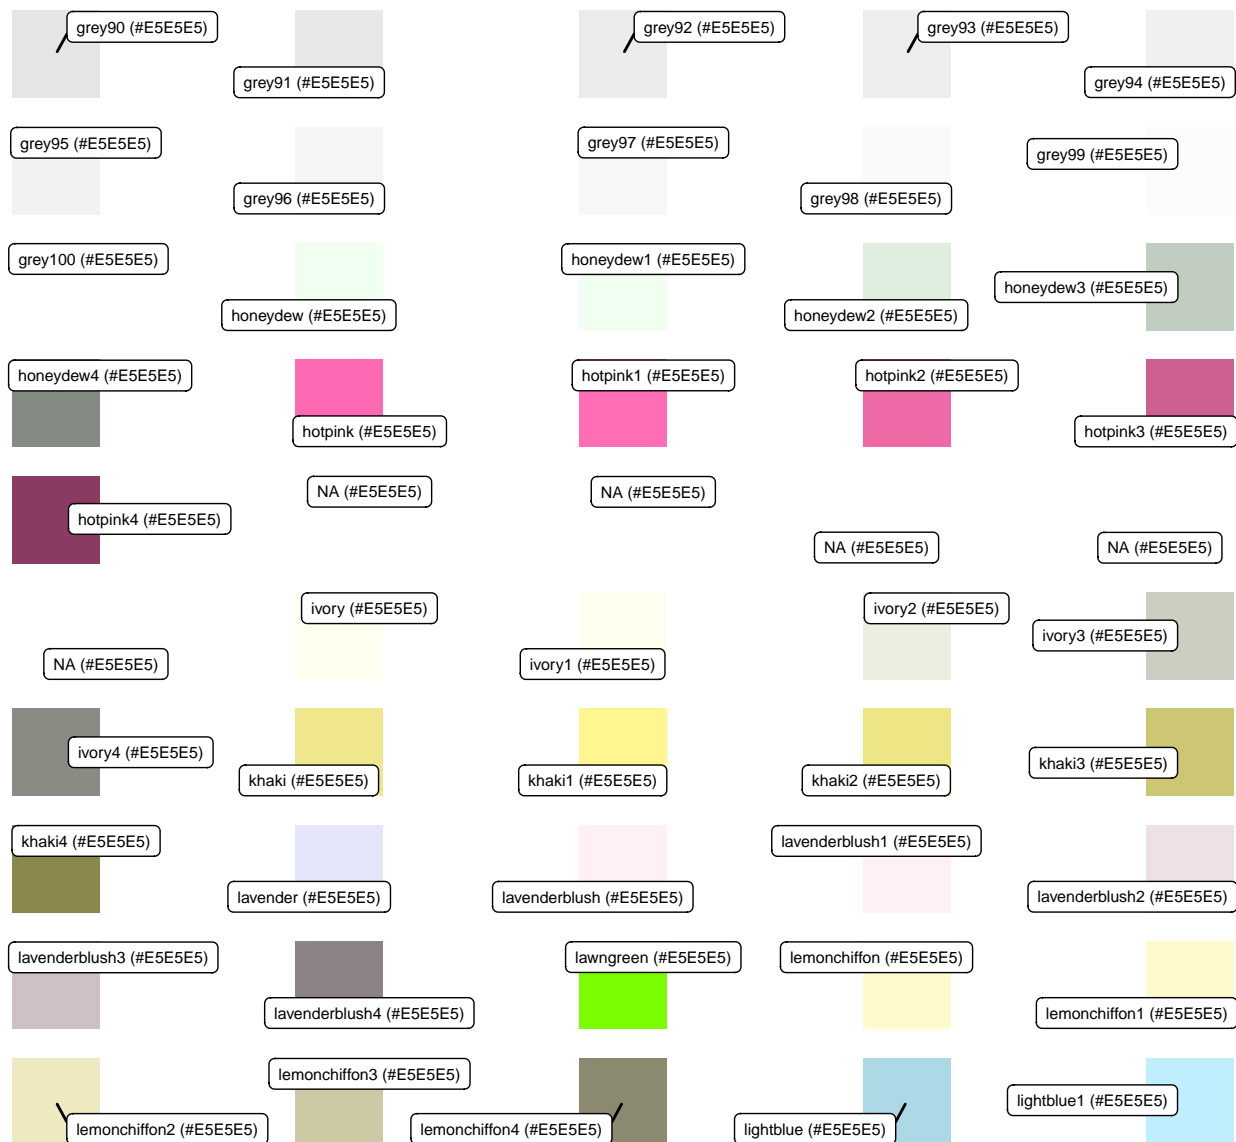 grey90 (#E5E5E5)
grey91 (#E5E5E5)
grey92 (#E5E5E5)
grey93 (#E5E5E5)
grey94 (#E5E5E5)
grey95 (#E5E5E5)
grey96 (#E5E5E5)
grey97 (#E5E5E5)
grey98 (#E5E5E5)
grey99 (#E5E5E5)
grey100 (#E5E5E5)
honeydew (#E5E5E5)
honeydew1 (#E5E5E5)
honeydew2 (#E5E5E5)
honeydew3 (#E5E5E5)
honeydew4 (#E5E5E5)
hotpink (#E5E5E5)
hotpink1 (#E5E5E5)
hotpink2 (#E5E5E5)
hotpink3 (#E5E5E5)
hotpink4 (#E5E5E5)
NA (#E5E5E5)
NA (#E5E5E5)
NA (#E5E5E5)
NA (#E5E5E5)
NA (#E5E5E5)
ivory (#E5E5E5)
ivory1 (#E5E5E5)
ivory2 (#E5E5E5)
ivory3 (#E5E5E5)
ivory4 (#E5E5E5)
khaki (#E5E5E5)
khaki1 (#E5E5E5)
khaki2 (#E5E5E5)
khaki3 (#E5E5E5)
khaki4 (#E5E5E5)
lavender (#E5E5E5)
lavenderblush (#E5E5E5)
lavenderblush1 (#E5E5E5)
lavenderblush2 (#E5E5E5)
lavenderblush3 (#E5E5E5)
lavenderblush4 (#E5E5E5)
lawngreen (#E5E5E5)
lemonchiffon (#E5E5E5)
lemonchiffon1 (#E5E5E5)
lemonchiffon2 (#E5E5E5)
lemonchiffon3 (#E5E5E5)
lemonchiffon4 (#E5E5E5)
lightblue (#E5E5E5)
lightblue1 (#E5E5E5)